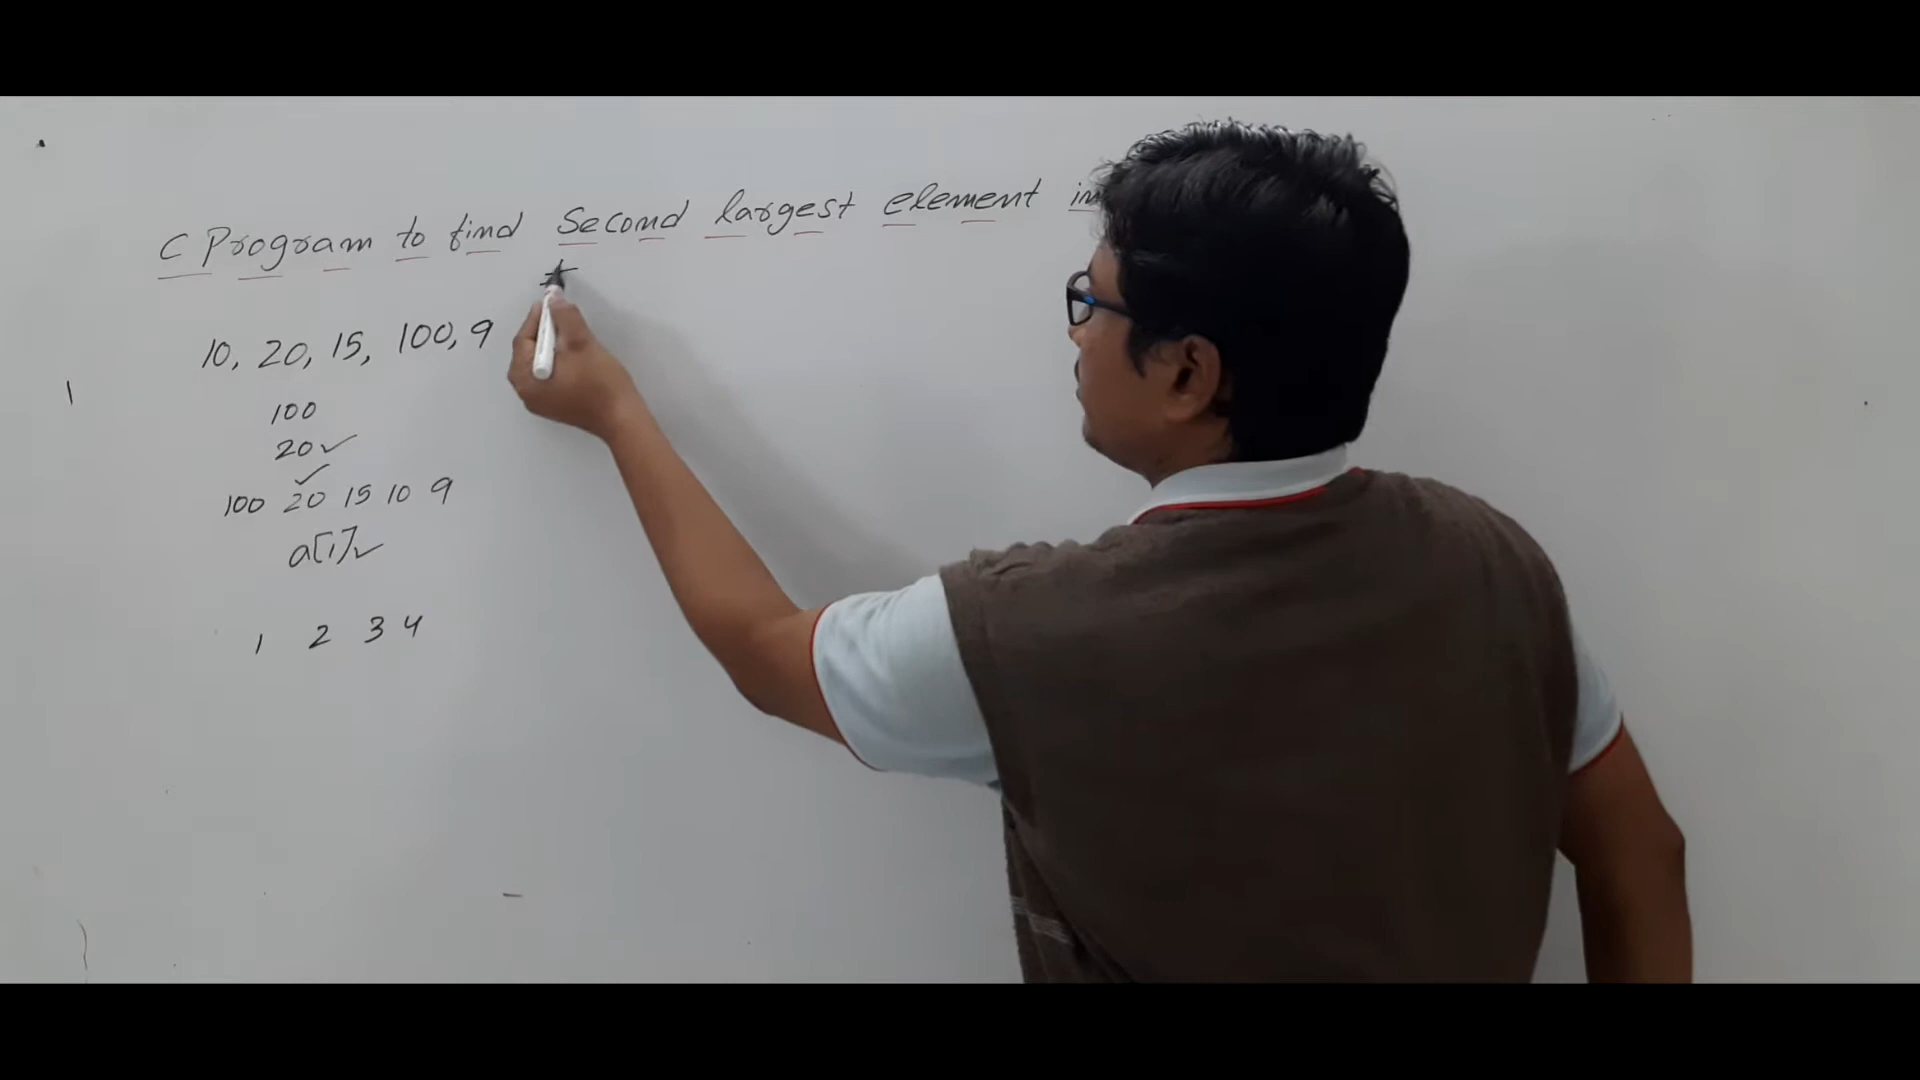 C Program to find Second largest element in
10, 20, 15, 100, 9
100
20
100 20 15 10 9
a[1]
1 2 3 4